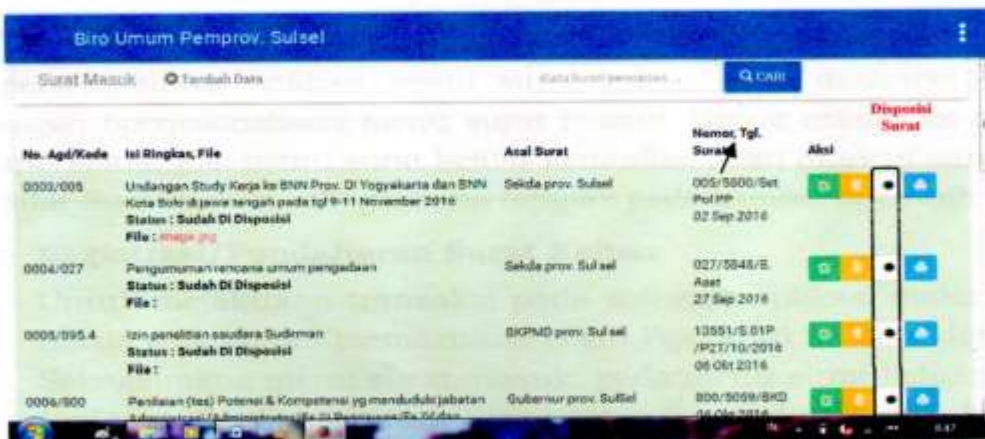 Biro Umum Pemprov. Sulsel
Surat Masuk Tambah Data CARI
Disposisi Surat
No. Agd/Kode Isi Ringkas, File Asal Surat Nomor, Tgl. Surat Aksi
0003/005 Undangan Study Kerja ke BNN Prov. DI Yogyakarta dan BNN Sekda prov. Sulsel 005/5800/Set
Kota Solo di jawa tengah pada tgl 9-11 November 2016 Pol PP
Status : Sudah Di Disposisi 02 Sep 2016
File : image.jpg
0004/027 Pengumuman rencana umum pengadaan Sekda prov. Sul sel 027/5848/B.
Status : Sudah Di Disposisi Aset
File : 27 Sep 2016
0005/095.4 Izin penelitian saudara Sudirman BKPMD prov. Sul sel 13551/S.01P
Status : Sudah Di Disposisi /P2T/10/2016
File : 06 Okt 2016
0006/800 Penilaian (tes) Potensi & Kompetensi yg menduduki jabatan Gubernur prov. SulSel 800/5059/BKD